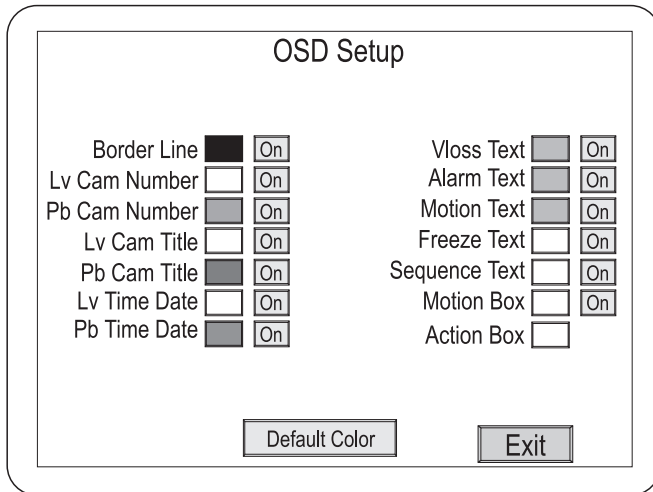 OSD Setup
Border Line On
Lv Cam Number On
Pb Cam Number On
Lv Cam Title On
Pb Cam Title On
Lv Time Date On
Pb Time Date On
Vloss Text On
Alarm Text On
Motion Text On
Freeze Text On
Sequence Text On
Motion Box On
Action Box
Default Color
Exit